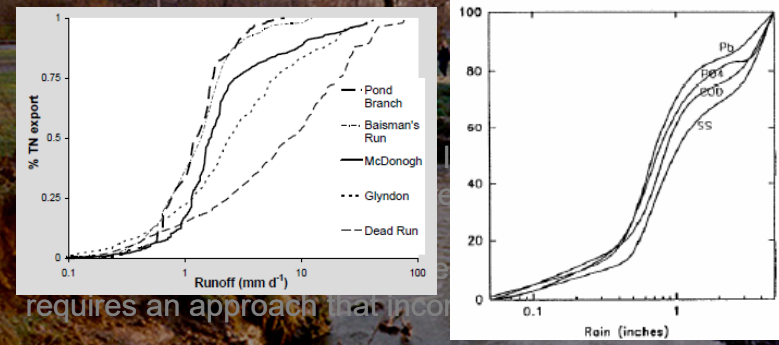 1
0.75
0.5
0.25
0
% TN export
0.1
1
10
100
Runoff (mm d-1)
Pond
Branch
Baisman's
Run
McDonogh
Glyndon
Dead Run
requires an approach that incor
100
80
60
40
20
0
Pb
PO4
COD
SS
0.1
1
Rain (inches)